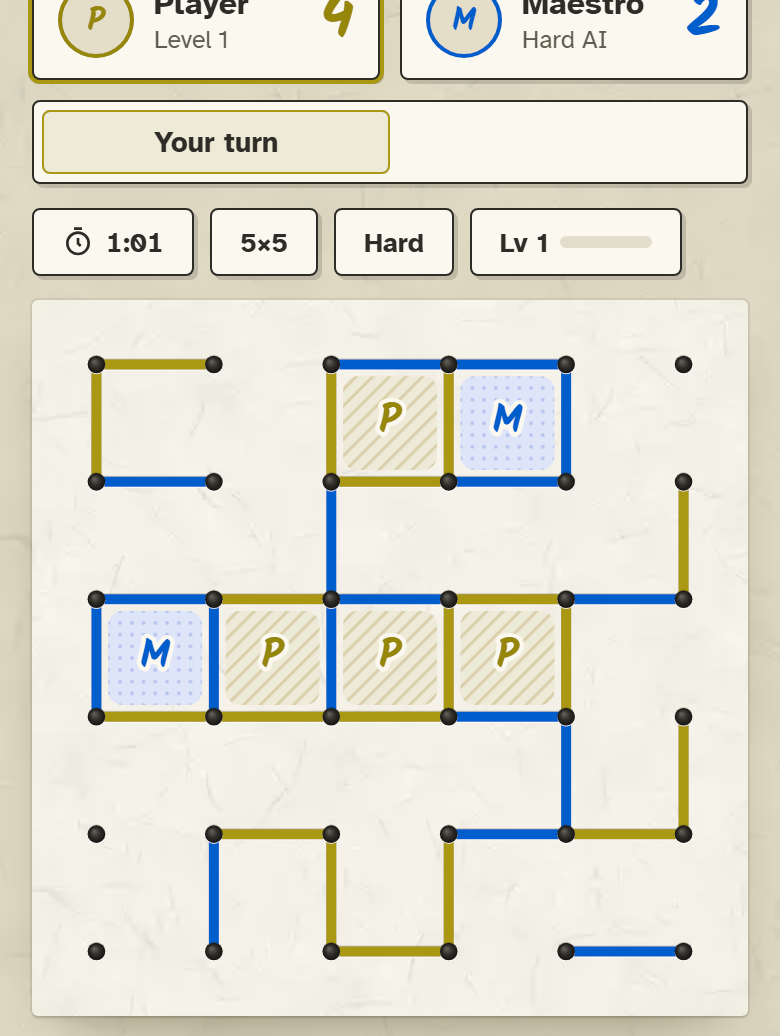 Player
P
4
Level 1
Maestro
M
2
Hard AI
Your turn
1:01
5×5
Hard
Lv 1
P M
M P P P